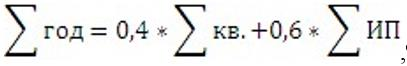 ∑ год = 0,4 * ∑ кв. +0,6 * ∑ ИП,